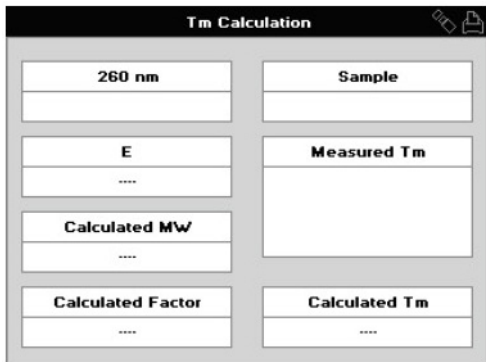 Tm Calculation
260 nm
Sample
E
----
Measured Tm
Calculated MW
----
Calculated Factor
----
Calculated Tm
----